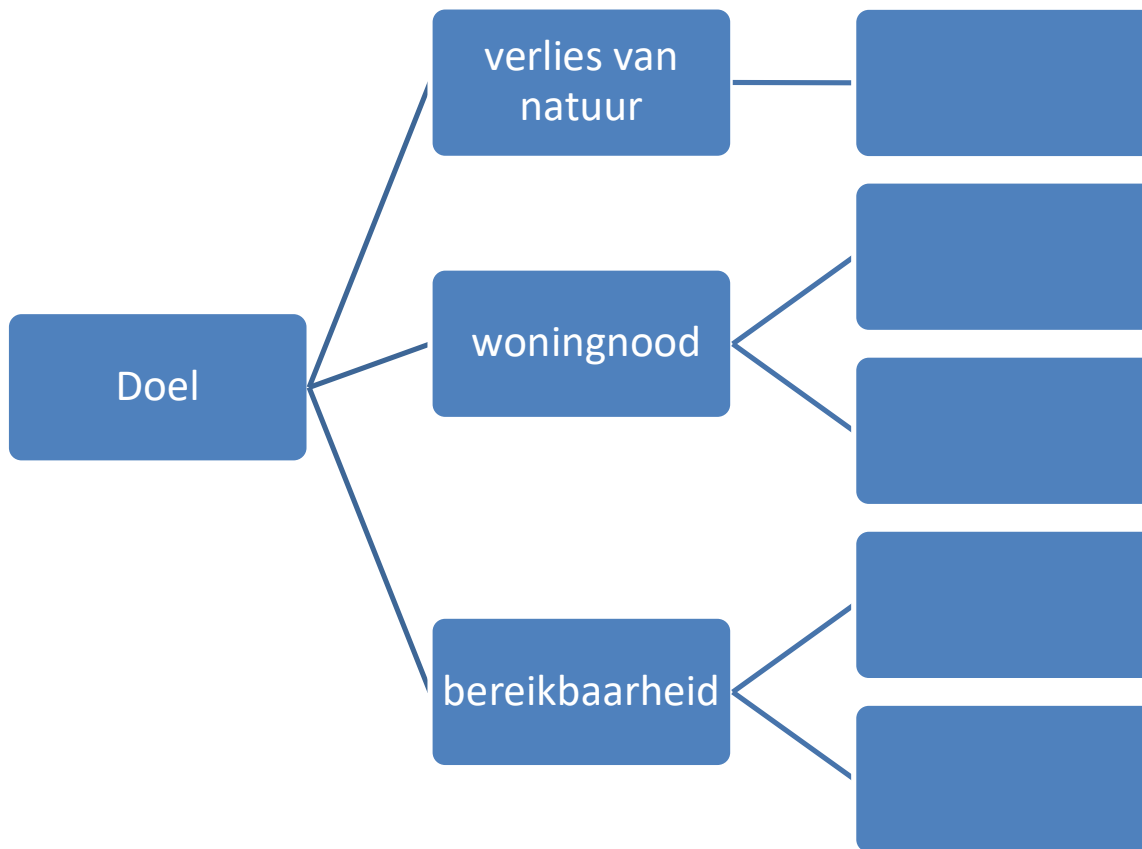 verlies van
natuur
woningnood
Doel
bereikbaarheid